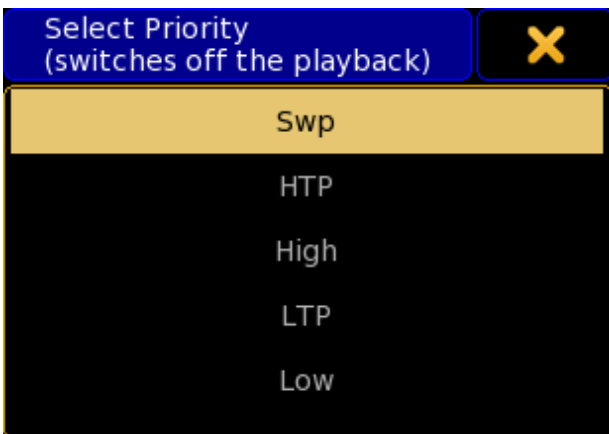 Select Priority
(switches off the playback)
Swp
HTP
High
LTP
Low